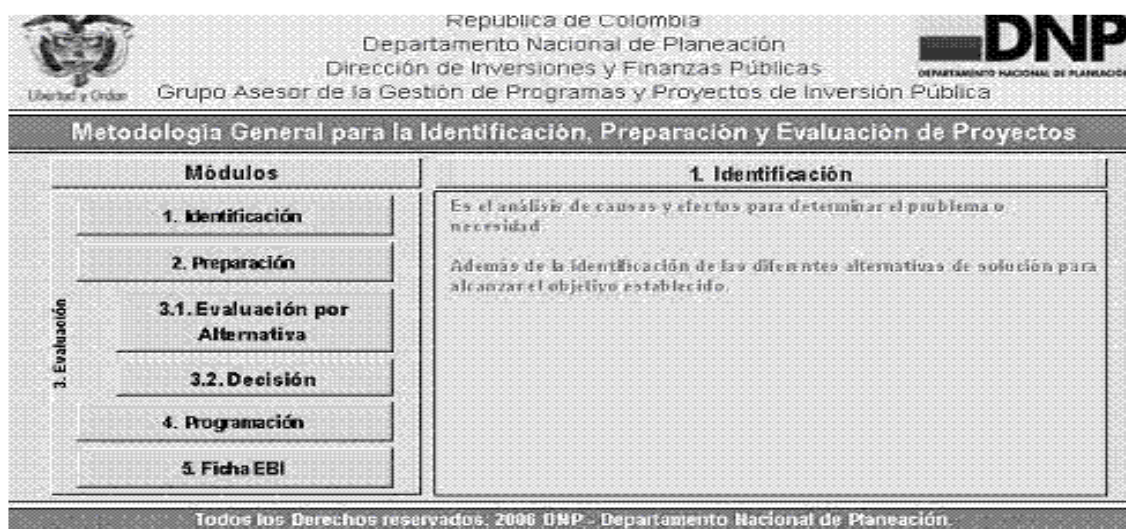 República de Colombia
Departamento Nacional de Planeación
Dirección de Inversiones y Finanzas Públicas
Grupo Asesor de la Gestión de Programas y Proyectos de Inversión Pública
Libertad y Orden
DNP
DEPARTAMENTO NACIONAL DE PLANEACIÓN
Metodología General para la Identificación, Preparación y Evaluación de Proyectos
Módulos
1. Identificación
2. Preparación
3. Evaluación
3.1. Evaluación por
Alternativa
3.2. Decisión
4. Programación
5. Ficha EBI
1. Identificación
Es el análisis de causas y efectos para determinar el problema o
necesidad.
Además de la identificación de las diferentes alternativas de solución para
alcanzar el objetivo establecido.
Todos los Derechos reservados. 2006 DNP - Departamento Nacional de Planeación.